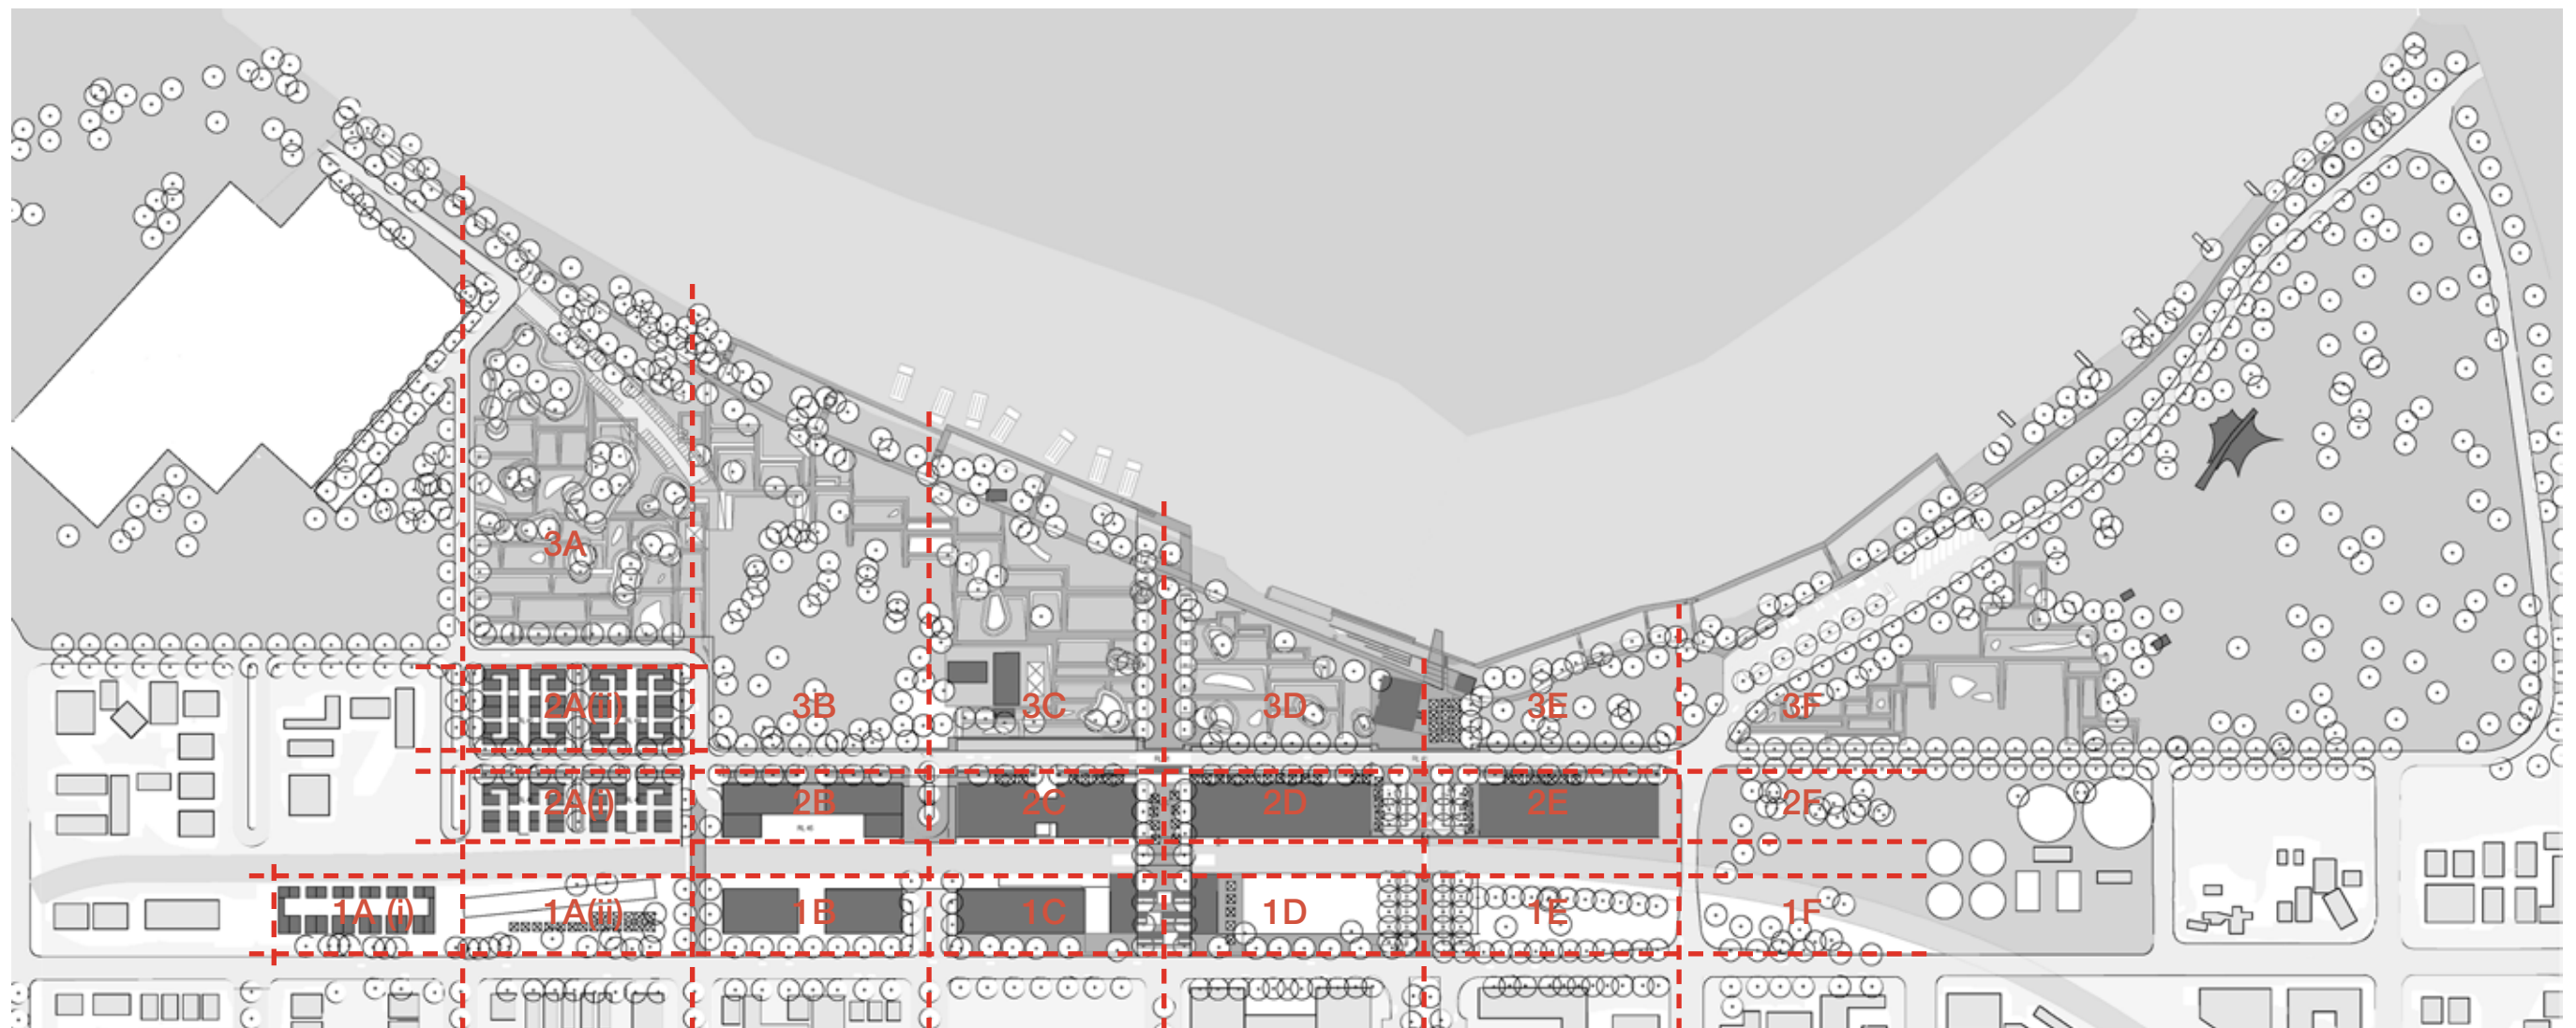 3A
2A(ii) 3B 3C 3D 3E 3F
2A(i) 2B 2C 2D 2E 2F
1A (i) 1A(ii) 1B 1C 1D 1E 1F